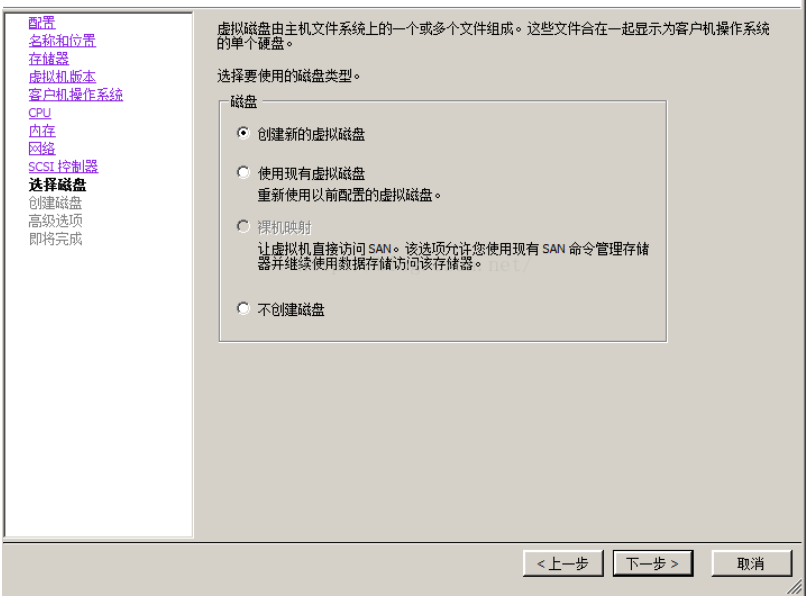 配置
名称和位置
存储器
虚拟机版本
客户机操作系统
CPU
内存
网络
SCSI 控制器
选择磁盘
创建磁盘
高级选项
即将完成
虚拟磁盘由主机文件系统上的一个或多个文件组成。这些文件合在一起显示为客户机操作系统
的单个硬盘。
选择要使用的磁盘类型。
磁盘
创建新的虚拟磁盘
使用现有虚拟磁盘
重新使用以前配置的虚拟磁盘。
裸机映射
让虚拟机直接访问 SAN。该选项允许您使用现有 SAN 命令管理存储
器并继续使用数据存储访问该存储器。
不创建磁盘
< 上一步
下一步 >
取消